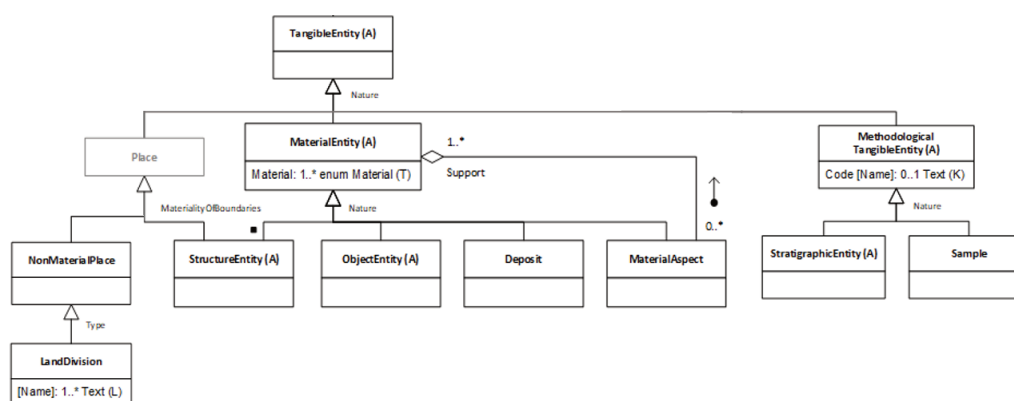 TangibleEntity (A)
Nature
Place
MaterialEntity (A)
Material: 1..* enum Material (T)
1..*
Support
Methodological
TangibleEntity (A)
Code [Name]: 0..1 Text (K)
MaterialityOfBoundaries
Nature
0..*
Nature
NonMaterialPlace
StructureEntity (A)
ObjectEntity (A)
Deposit
MaterialAspect
StratigraphicEntity (A)
Sample
Type
LandDivision
[Name]: 1..* Text (L)